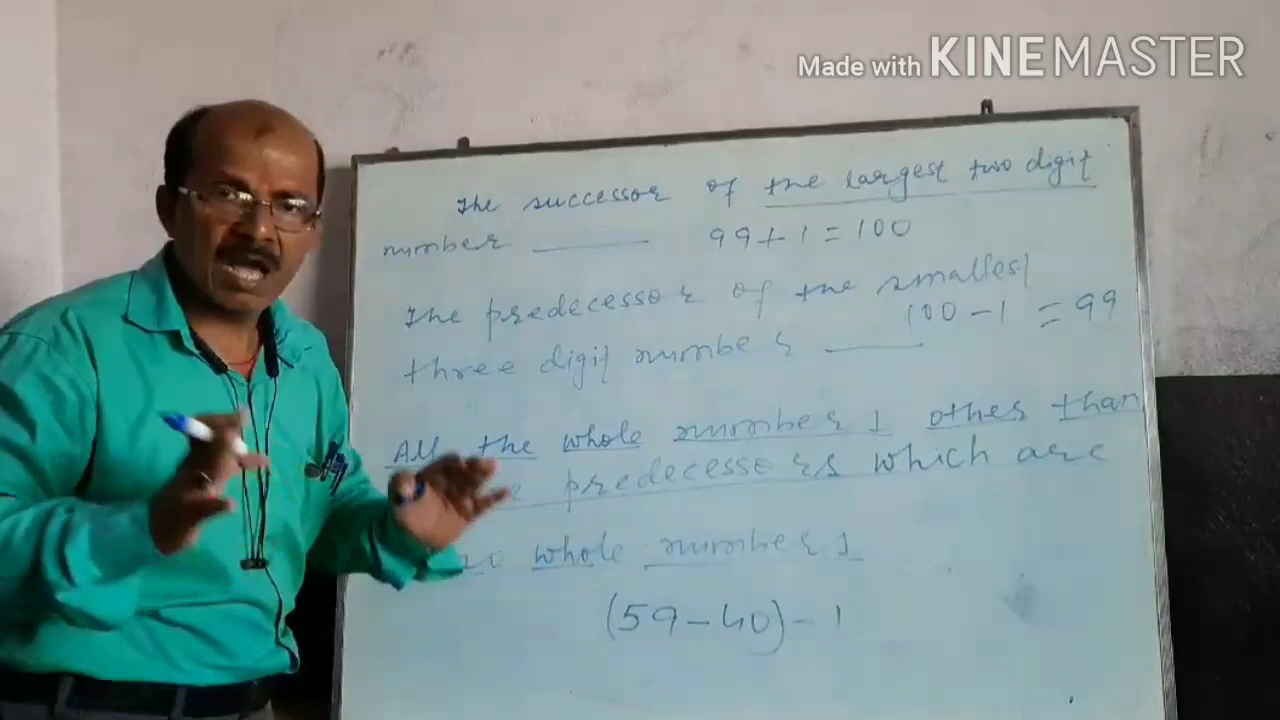 Made with KINEMASTER
The successor of the largest two digit
number ______ 99+1=100
The predecessor of the smallest
three digit number ______ 100-1=99
All the whole numbers other than
predecessors which are
whole numbers
(59-40)-1